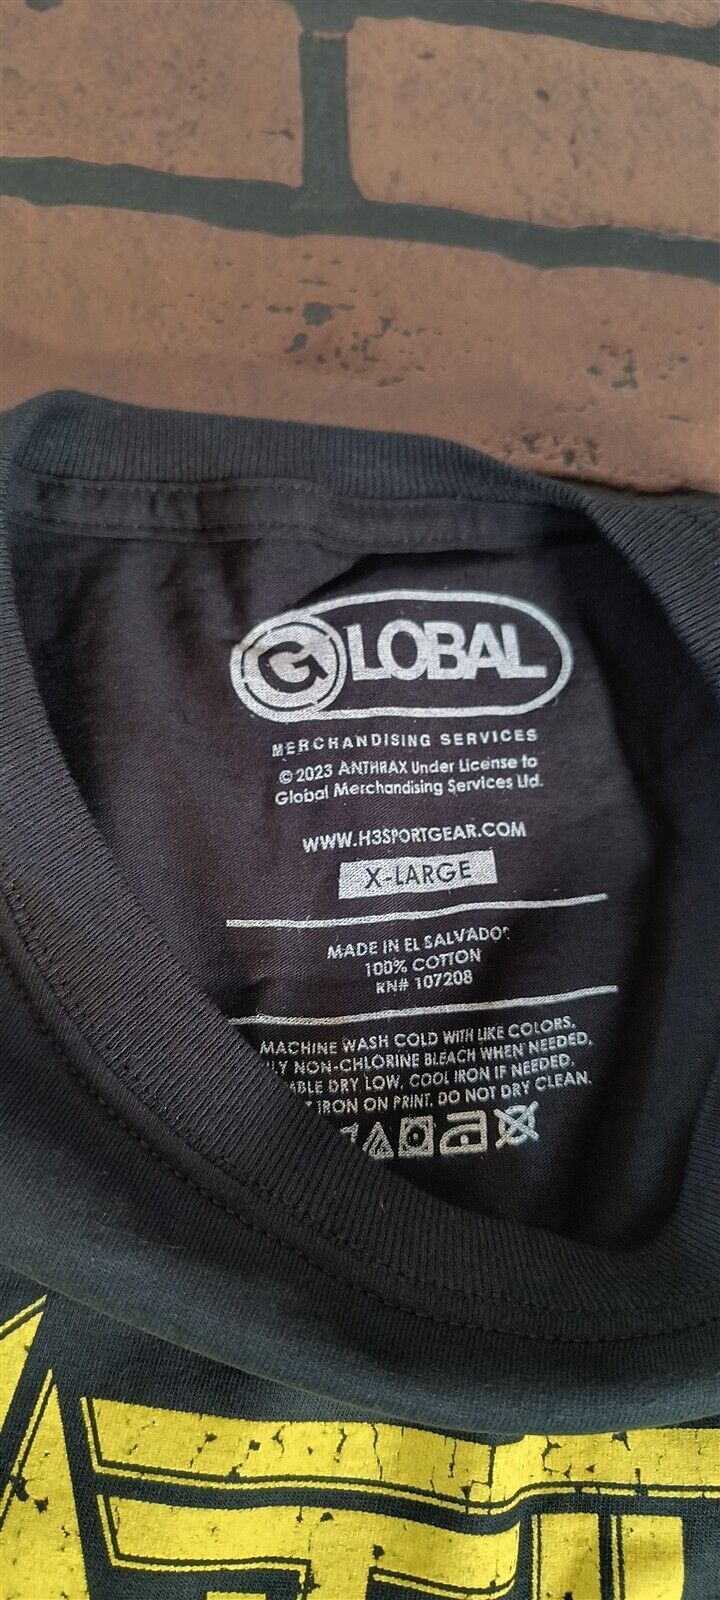 GLOBAL
MERCHANDISING SERVICES
© 2023 ANTHRAX Under License to
Global Merchandising Services Ltd.
WWW.H3SPORTGEAR.COM
X-LARGE
MADE IN EL SALVADOR
100% COTTON
RN# 107208
MACHINE WASH COLD WITH LIKE COLORS.
NON-CHLORINE BLEACH WHEN NEEDED.
DRY LOW. COOL IRON IF NEEDED.
IRON ON PRINT. DO NOT DRY CLEAN.